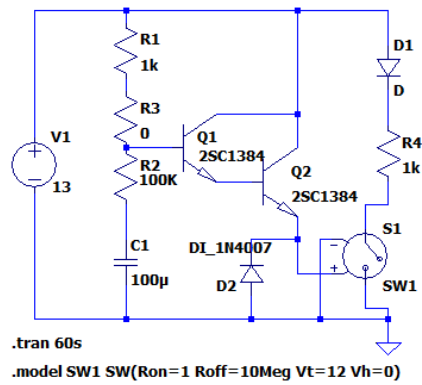 R1
1k
D1
D
R3
0
V1
13
Q1
2SC1384
R4
1k
R2
100K
Q2
2SC1384
S1
C1
100µ
DI_1N4007
D2
SW1
.tran 60s
.model SW1 SW(Ron=1 Roff=10Meg Vt=12 Vh=0)